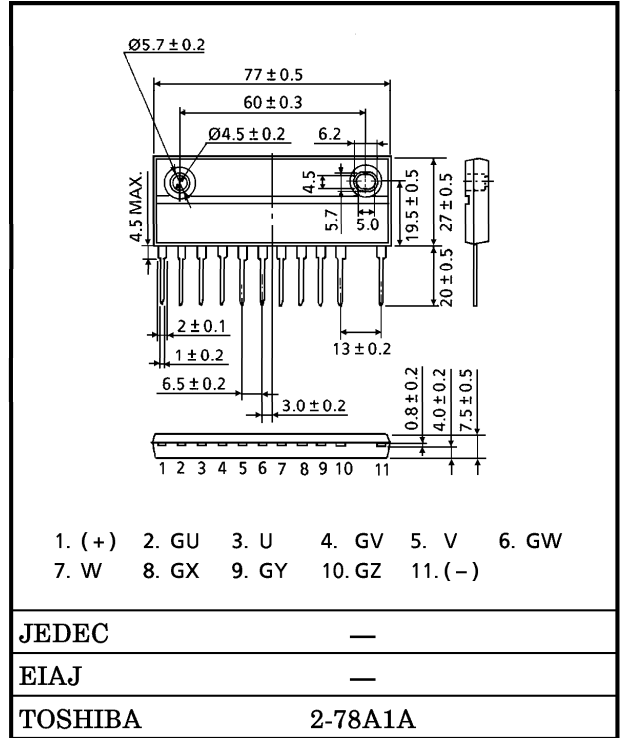 Ø5.7 ± 0.2
77 ± 0.5
60 ± 0.3
Ø4.5 ± 0.2
6.2
4.5 MAX.
4.5
5.7
5.0
19.5 ± 0.5
27 ± 0.5
20 ± 0.5
2 ± 0.1
13 ± 0.2
1 ± 0.2
6.5 ± 0.2
3.0 ± 0.2
0.8 ± 0.2
4.0 ± 0.2
7.5 ± 0.5
1 2 3 4 5 6 7 8 9 10 11
1. (+) 2. GU 3. U 4. GV 5. V 6. GW
7. W 8. GX 9. GY 10. GZ 11. (−)
JEDEC —
EIAJ —
TOSHIBA 2-78A1A